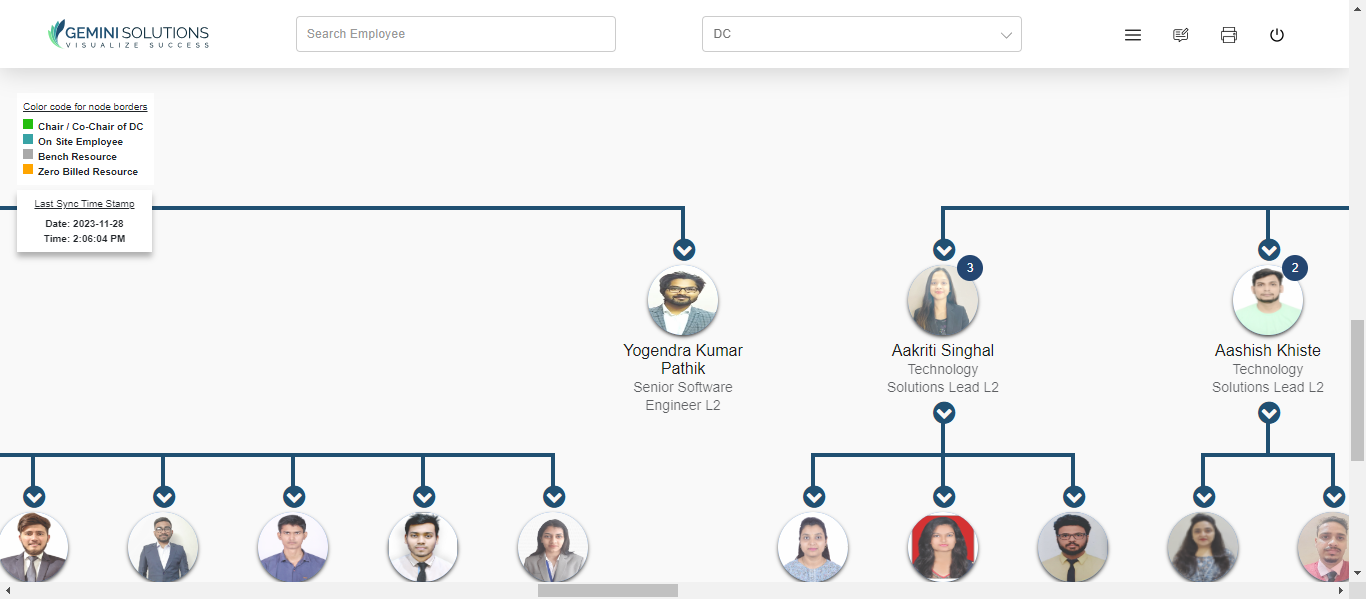 GEMINI SOLUTIONS
VISUALIZE SUCCESS
Search Employee
DC
Color code for node borders
Chair / Co-Chair of DC
On Site Employee
Bench Resource
Zero Billed Resource
Last Sync Time Stamp
Date: 2023-11-28
Time: 2:06:04 PM
Yogendra Kumar
Pathik
Senior Software
Engineer L2
3
Aakriti Singhal
Technology
Solutions Lead L2
2
Aashish Khiste
Technology
Solutions Lead L2